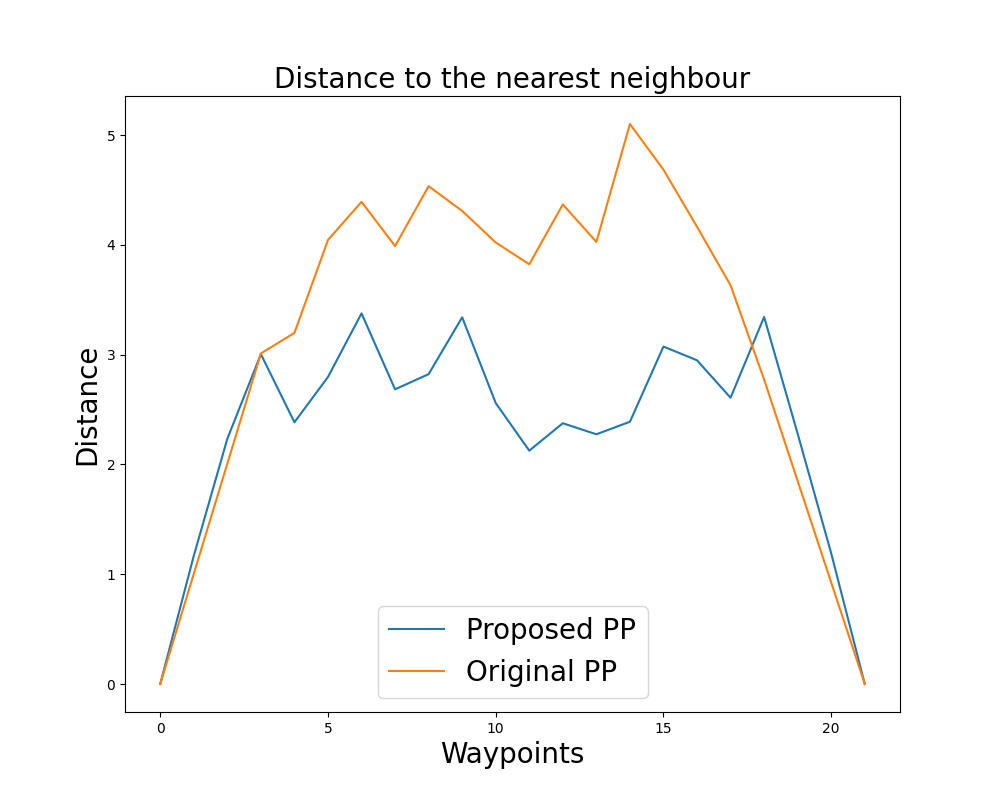 Distance to the nearest neighbour
5
4
3
2
1
0
Distance
Proposed PP
Original PP
0 5 10 15 20
Waypoints